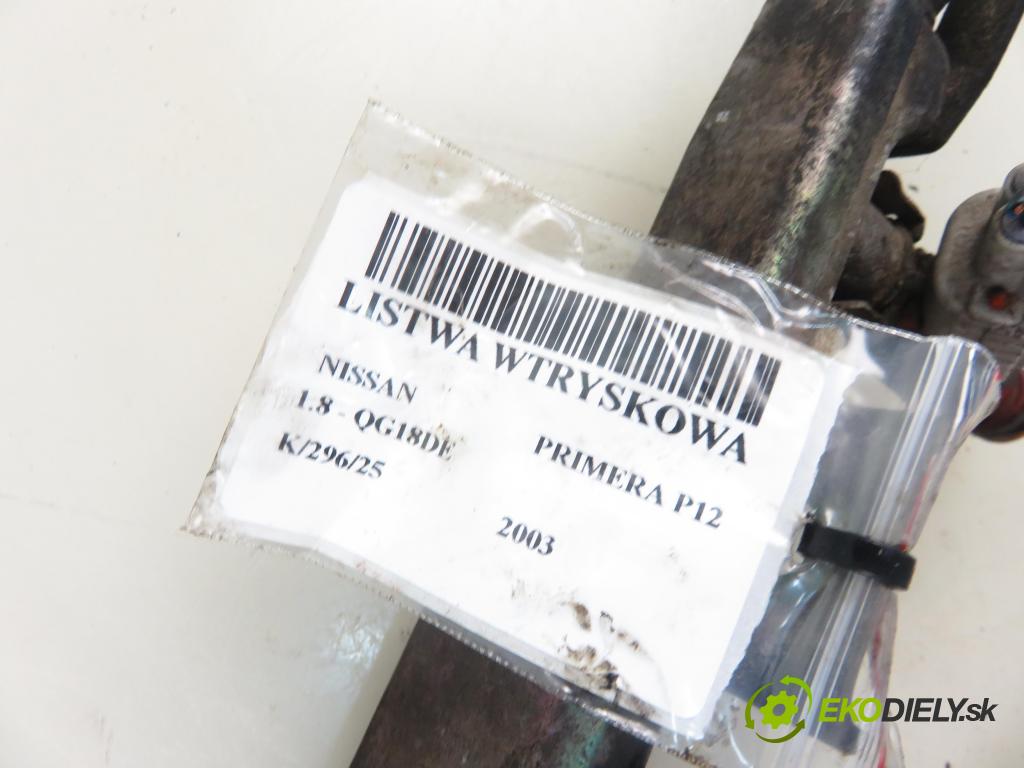 LISTWA WTRYSKOWA
NISSAN PRIMERA P12
1.8 - QG18DE
K/296/25 2003
EKODIELY.sk